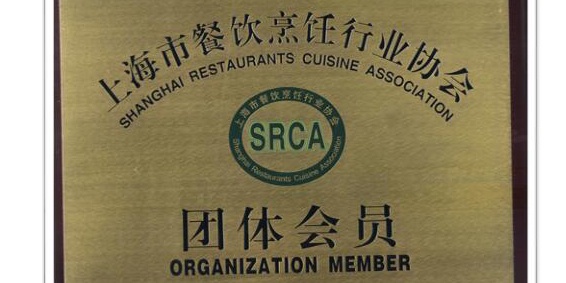 上海市餐饮烹饪行业协会
SHANGHAI RESTAURANTS CUISINE ASSOCIATION
上海市餐饮烹饪行业协会
SRCA
Shanghai Restaurants Cuisine Association
团体会员
ORGANIZATION MEMBER